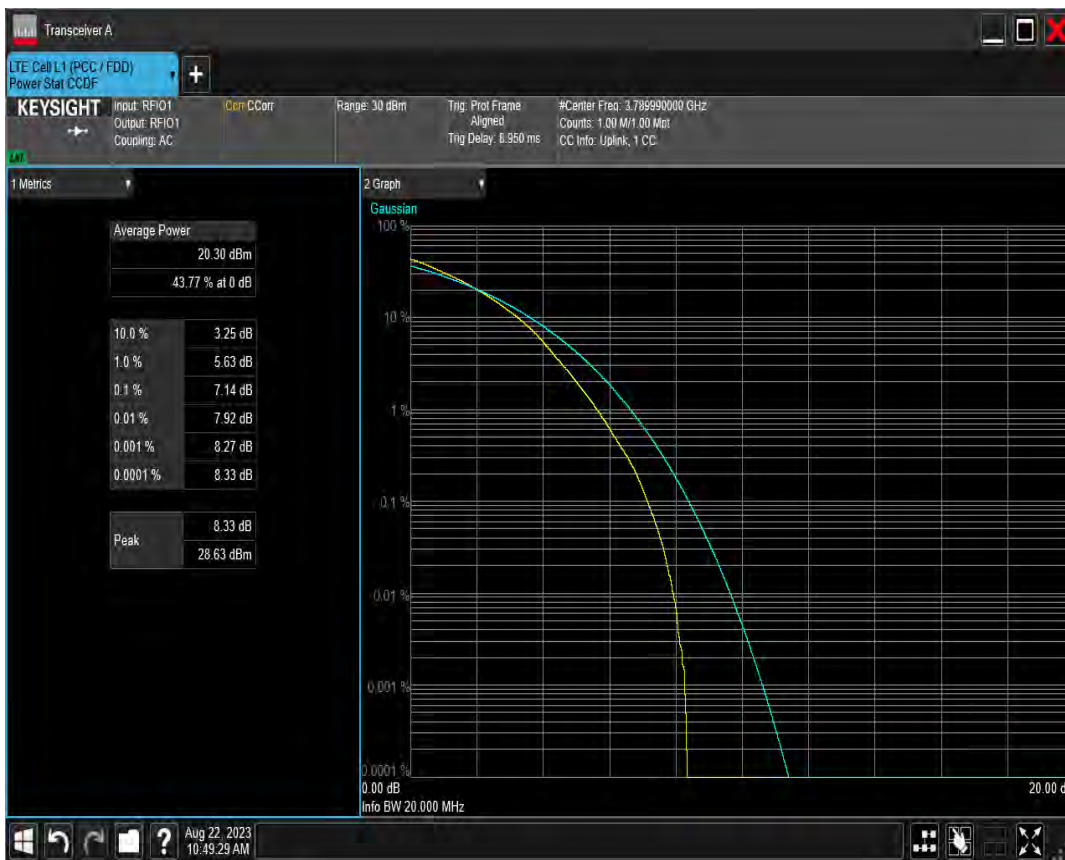 Transceiver A
LTE Cell L1 (PCC / FDD)
Power Stat CCDF
KEYSIGHT
Input: RFIO1
Output: RFIO1
Coupling: AC
Corr CCorr
Range: 30 dBm
Trig: Prot Frame
Aligned
Trig Delay: 8.950 ms
#Center Freq: 3.789990000 GHz
Counts: 1.00 M/1.00 Mpt
CC Info: Uplink, 1 CC
1 Metrics
Average Power
20.30 dBm
43.77 % at 0 dB
10.0 % 3.25 dB
1.0 % 5.63 dB
0.1 % 7.14 dB
0.01 % 7.92 dB
0.001 % 8.27 dB
0.0001 % 8.33 dB
Peak
8.33 dB
28.63 dBm
2 Graph
Gaussian
100 %
10 %
1 %
0.1 %
0.01 %
0.001 %
0.0001 %
0.00 dB
20.00 d
Info BW 20.000 MHz
?
Aug 22, 2023
10:49:29 AM